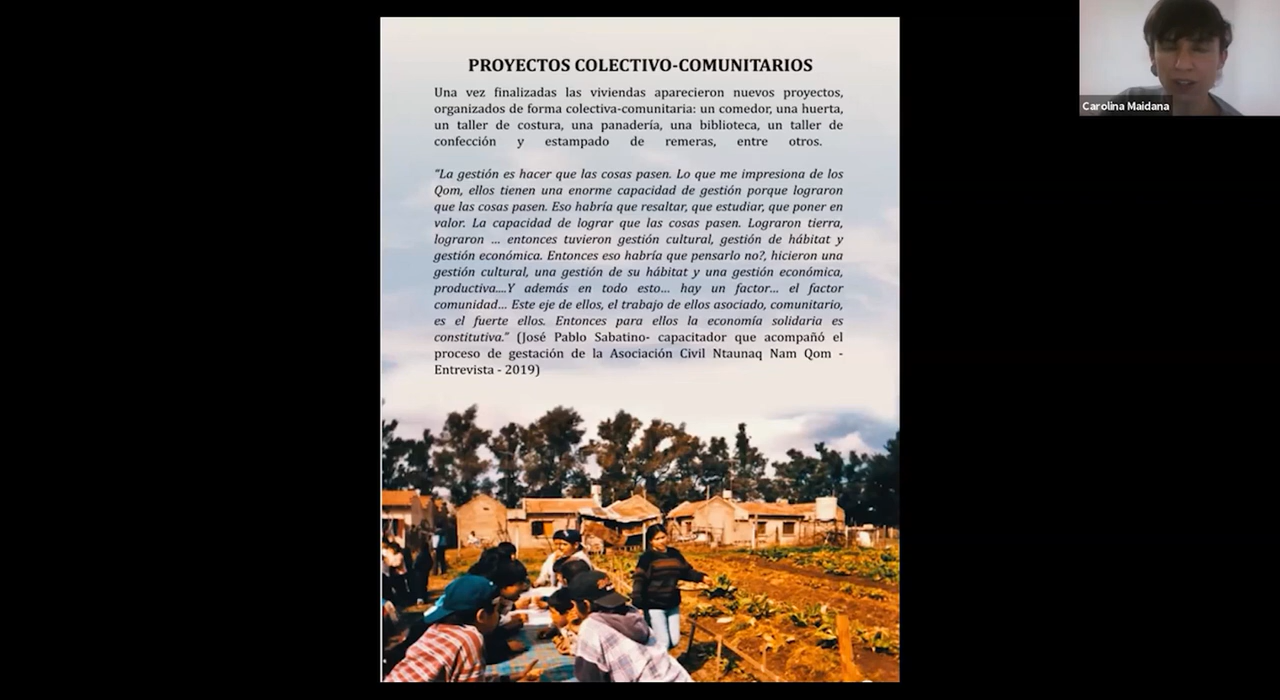 PROYECTOS COLECTIVO-COMUNITARIOS
Una vez finalizadas las viviendas aparecieron nuevos proyectos,
organizados de forma colectiva-comunitaria: un comedor, una huerta,
un taller de costura, una panadería, una biblioteca, un taller de
confección y estampado de remeras, entre otros.
"La gestión es hacer que las cosas pasen. Lo que me impresiona de los
Qom, ellos tienen una enorme capacidad de gestión porque lograron
que las cosas pasen. Eso habría que resaltar, que estudiar, que poner en
valor. La capacidad de lograr que las cosas pasen. Lograron tierra,
lograron ... entonces tuvieron gestión cultural, gestión de hábitat y
gestión económica. Entonces eso habría que pensarlo no?, hicieron una
gestión cultural, una gestión de su hábitat y una gestión económica,
productiva....Y además en todo esto... hay un factor... el factor
comunidad... Este eje de ellos, el trabajo de ellos asociado, comunitario,
es el fuerte ellos. Entonces para ellos la economía solidaria es
constitutiva." (José Pablo Sabatino- capacitador que acompañó el
proceso de gestación de la Asociación Civil Ntaunaq Nam Qom -
Entrevista - 2019)
Carolina Maidana